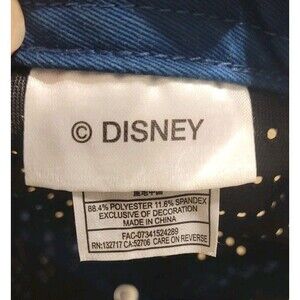 © DISNEY
88.4% POLYESTER 11.6% SPANDEX
EXCLUSIVE OF DECORATION
MADE IN CHINA
FAC-07341524289
RN:132717 CA:52706 CARE ON REVERSE